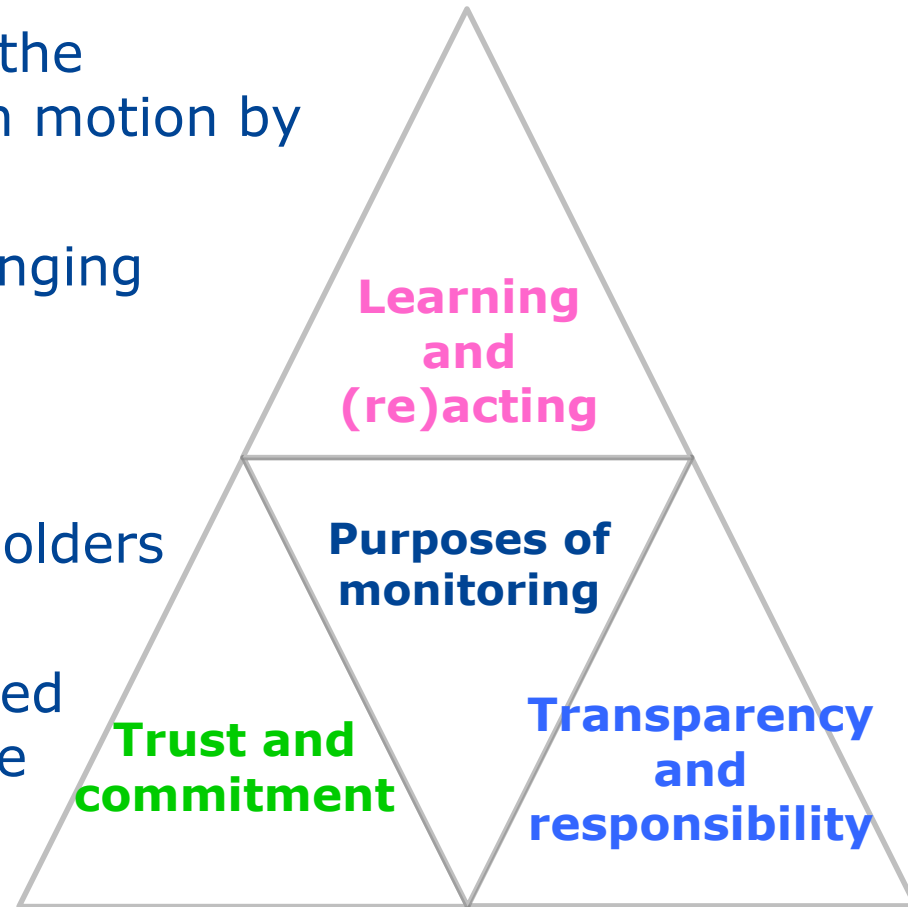 the
n motion by
nging
olders
ed
e
Learning
and
(re)acting
Purposes of
monitoring
Trust and
commitment
Transparency
and
responsibility